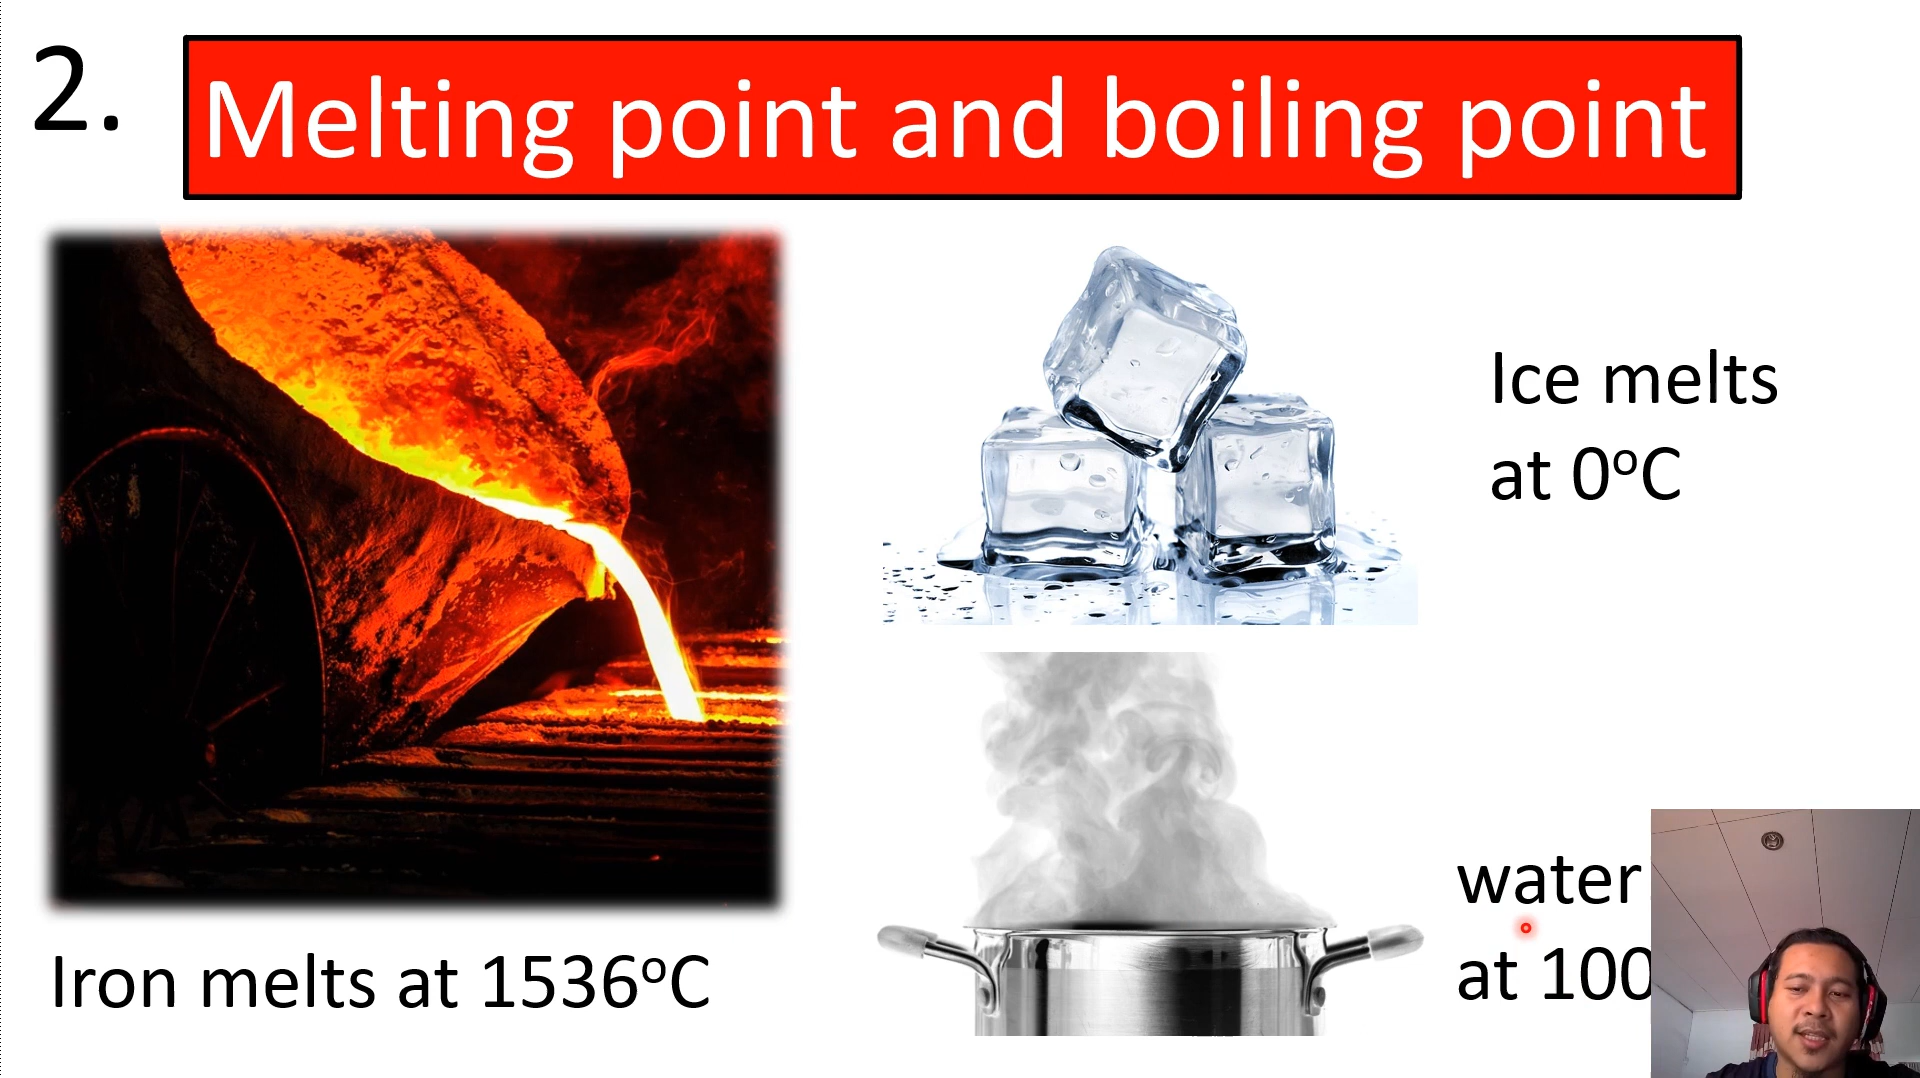 2.
Melting point and boiling point
Ice melts
at 0°C
water
at 100
Iron melts at 1536°C